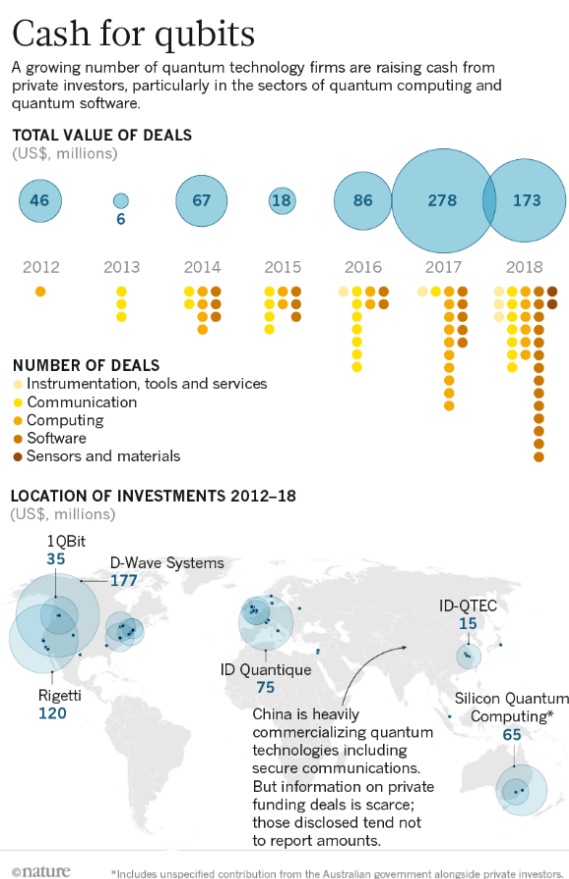 Cash for qubits
A growing number of quantum technology firms are raising cash from
private investors, particularly in the sectors of quantum computing and
quantum software.
TOTAL VALUE OF DEALS
(US$, millions)
46
6
67
18
86
278
173
2012
2013
2014
2015
2016
2017
2018
NUMBER OF DEALS
Instrumentation, tools and services
Communication
Computing
Software
Sensors and materials
LOCATION OF INVESTMENTS 2012–18
(US$, millions)
1QBit
35
D-Wave Systems
177
Rigetti
120
ID Quantique
75
ID-QTEC
15
Silicon Quantum
Computing*
65
China is heavily
commercializing quantum
technologies including
secure communications.
But information on private
funding deals is scarce;
those disclosed tend not
to report amounts.
©nature
*Includes unspecified contribution from the Australian government alongside private investors.